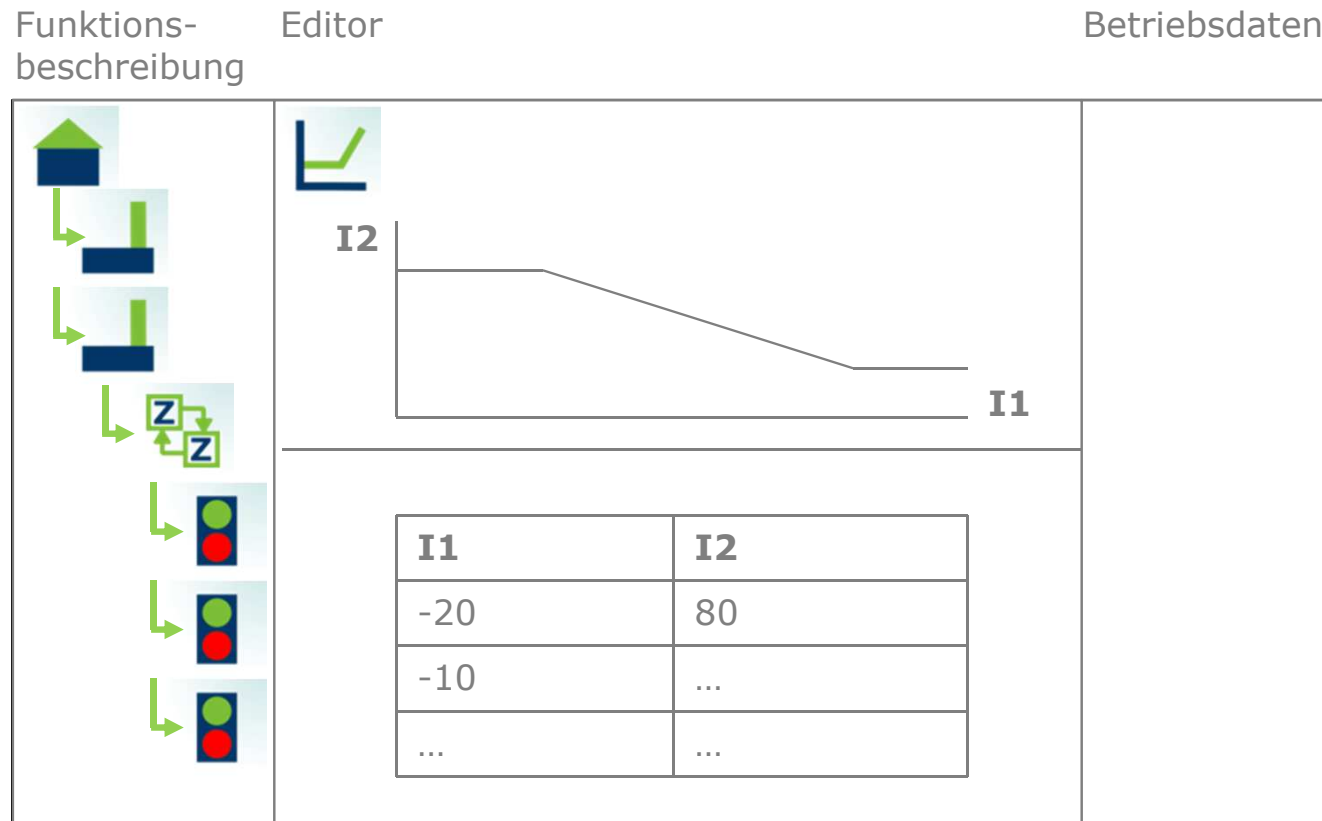 Funktions-
beschreibung
Editor
Betriebsdaten
Z
Z
I2
I1
I1 I2
-20 80
-10 ...
... ...